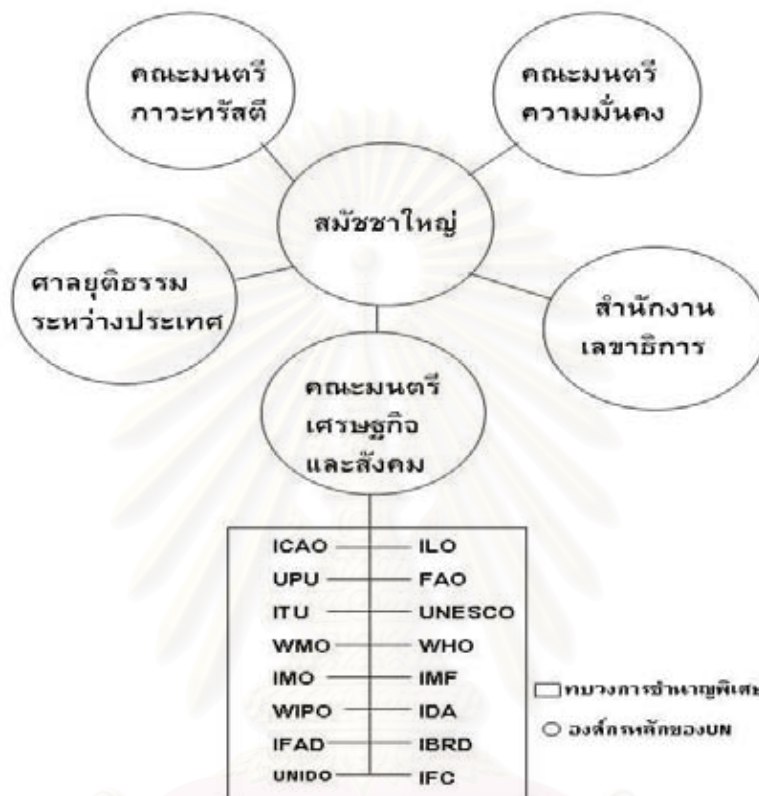 คณะมนตรี
ภาวะทรัสตี
คณะมนตรี
ความมั่นคง
สมัชชาใหญ่
ศาลยุติธรรม
ระหว่างประเทศ
สำนักงาน
เลขาธิการ
คณะมนตรี
เศรษฐกิจ
และสังคม
ICAO ILO
UPU FAO
ITU UNESCO
WMO WHO
IMO IMF
WIPO IDA
IFAD IBRD
UNIDO IFC
ทบวงการชำนาญพิเศษ
องค์กรหลักของUN